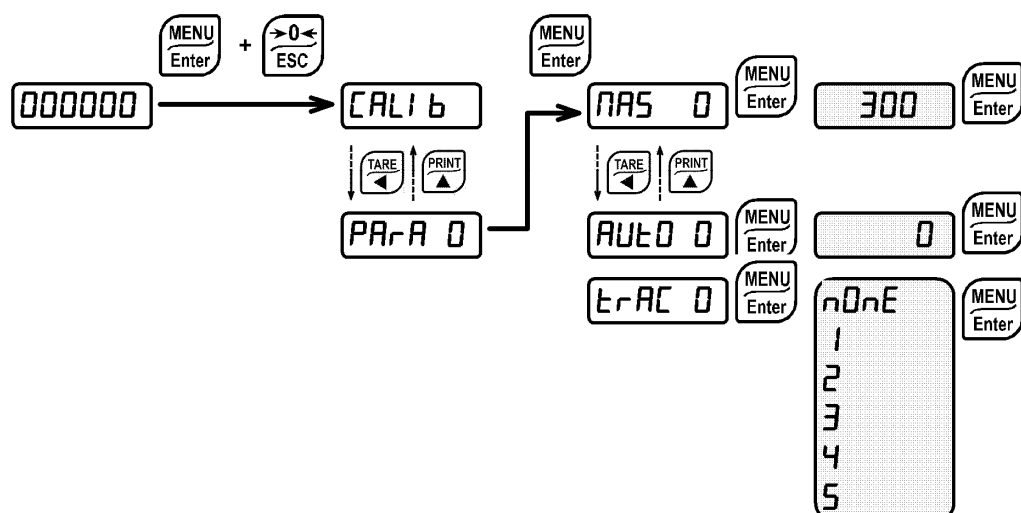 MENU Enter + →0← ESC MENU Enter
000000 CALI b NAS 0 MENU Enter 300 MENU Enter
TARE ◄ PRINT ▲ TARE ◄ PRINT ▲
PArA 0 AUtO 0 MENU Enter 0 MENU Enter
trAC 0 MENU Enter nOnE MENU Enter
1
2
3
4
5